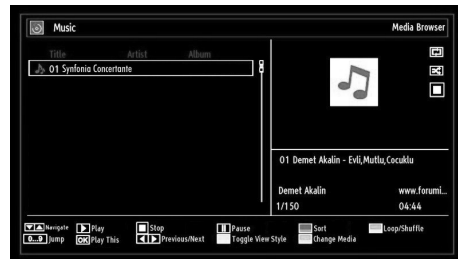 Music Media Browser
Title Artist Album
01 Synfonia Concertante
01 Demet Akalin - Evli,Mutlu,Cocuklu
Demet Akalin www.forumi...
1/150 04:44
Navigate Play Stop Pause Sort Loop/Shuffle
0...9 Jump OK Play This Previous/Next Toggle View Style Change Media